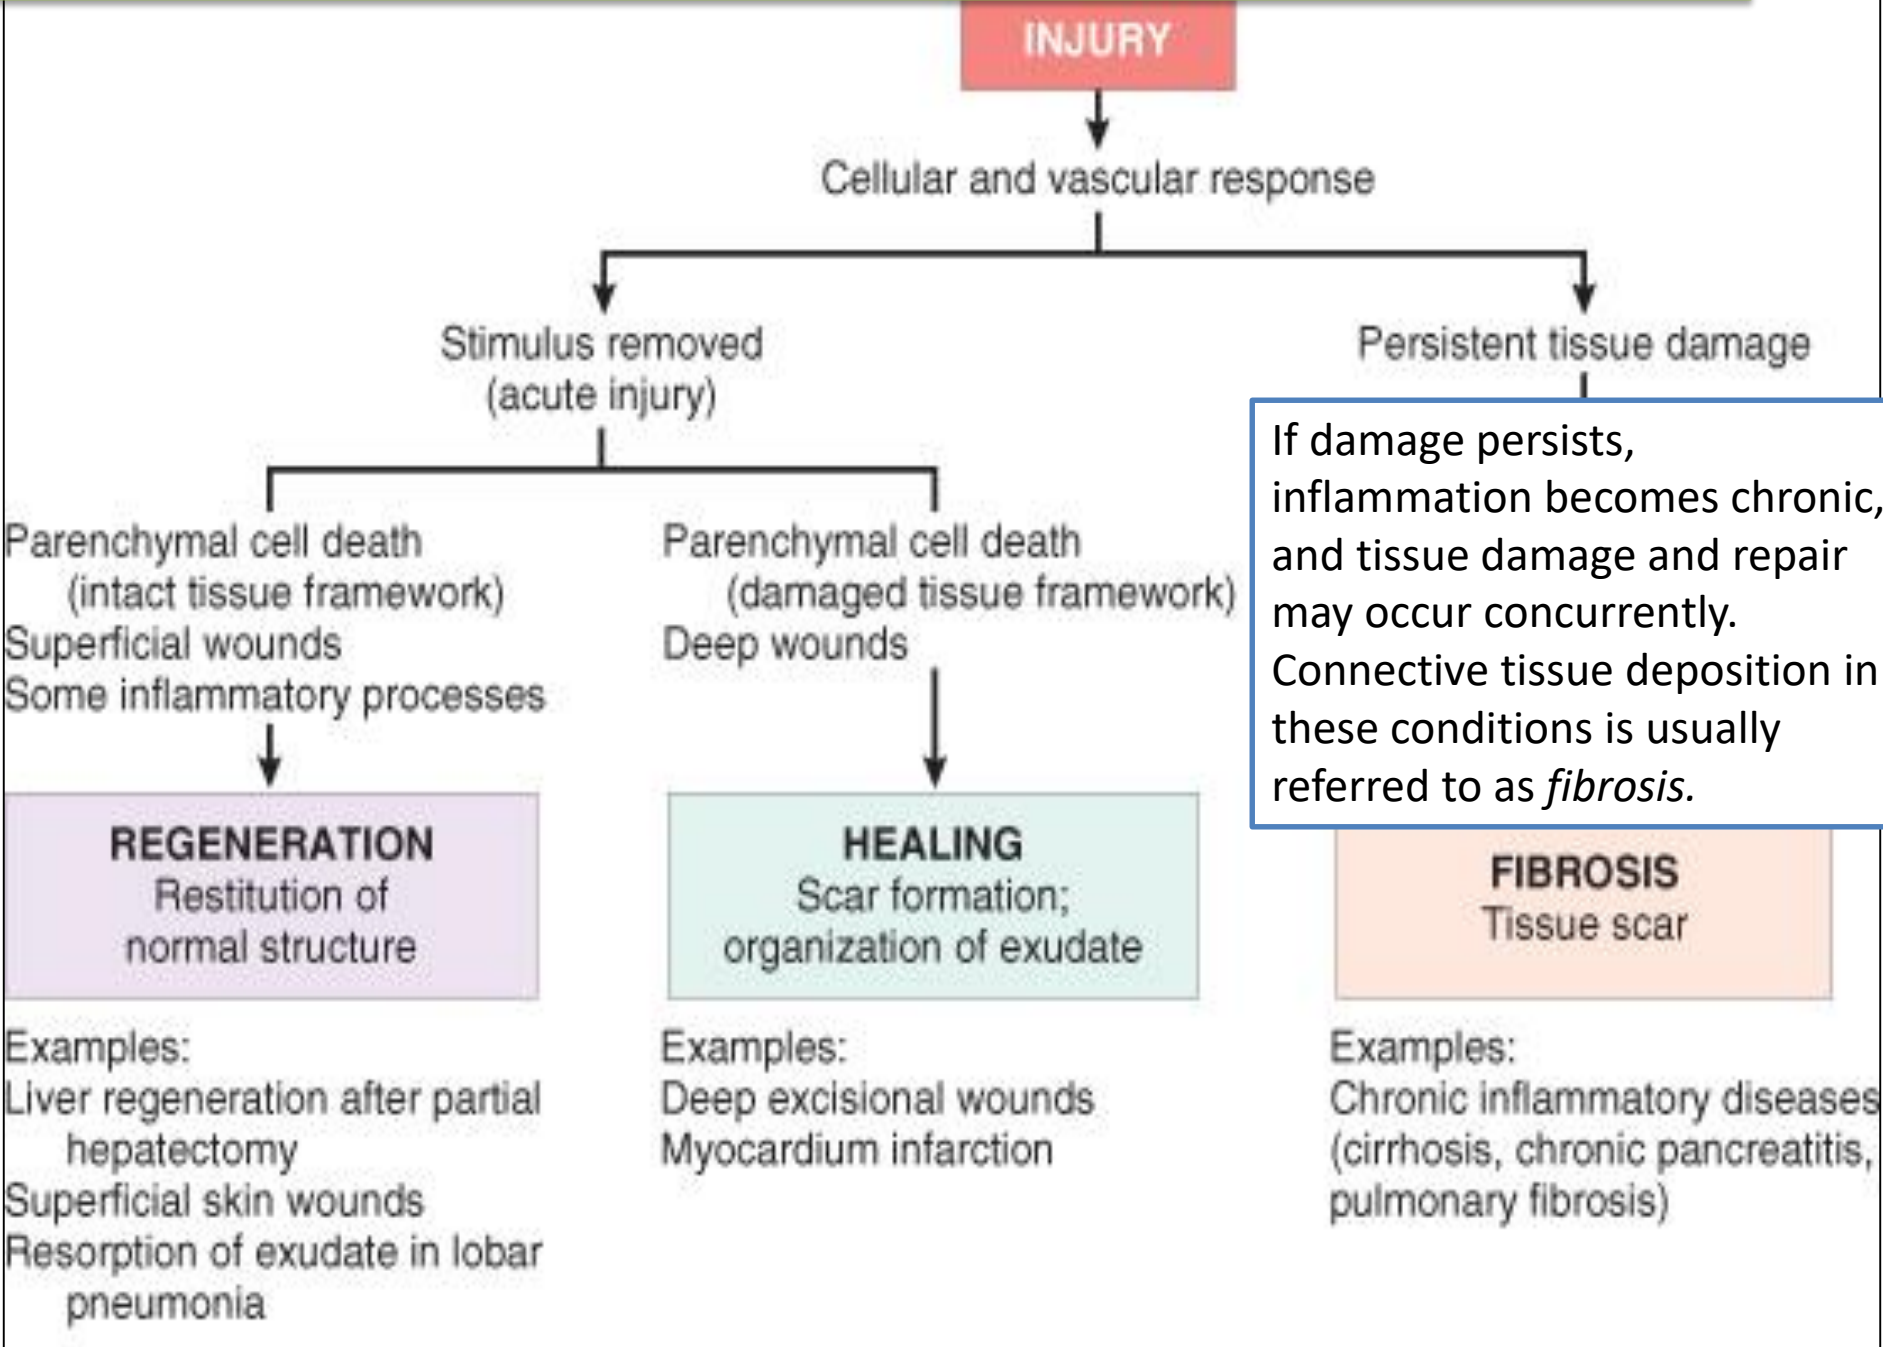 INJURY
Cellular and vascular response
Stimulus removed
(acute injury)
Persistent tissue damage
Parenchymal cell death
(intact tissue framework)
Superficial wounds
Some inflammatory processes
Parenchymal cell death
(damaged tissue framework)
Deep wounds
If damage persists,
inflammation becomes chronic,
and tissue damage and repair
may occur concurrently.
Connective tissue deposition in
these conditions is usually
referred to as fibrosis.
REGENERATION
Restitution of
normal structure
HEALING
Scar formation;
organization of exudate
FIBROSIS
Tissue scar
Examples:
Liver regeneration after partial
hepatectomy
Superficial skin wounds
Resorption of exudate in lobar
pneumonia
Examples:
Deep excisional wounds
Myocardium infarction
Examples:
Chronic inflammatory diseases
(cirrhosis, chronic pancreatitis,
pulmonary fibrosis)